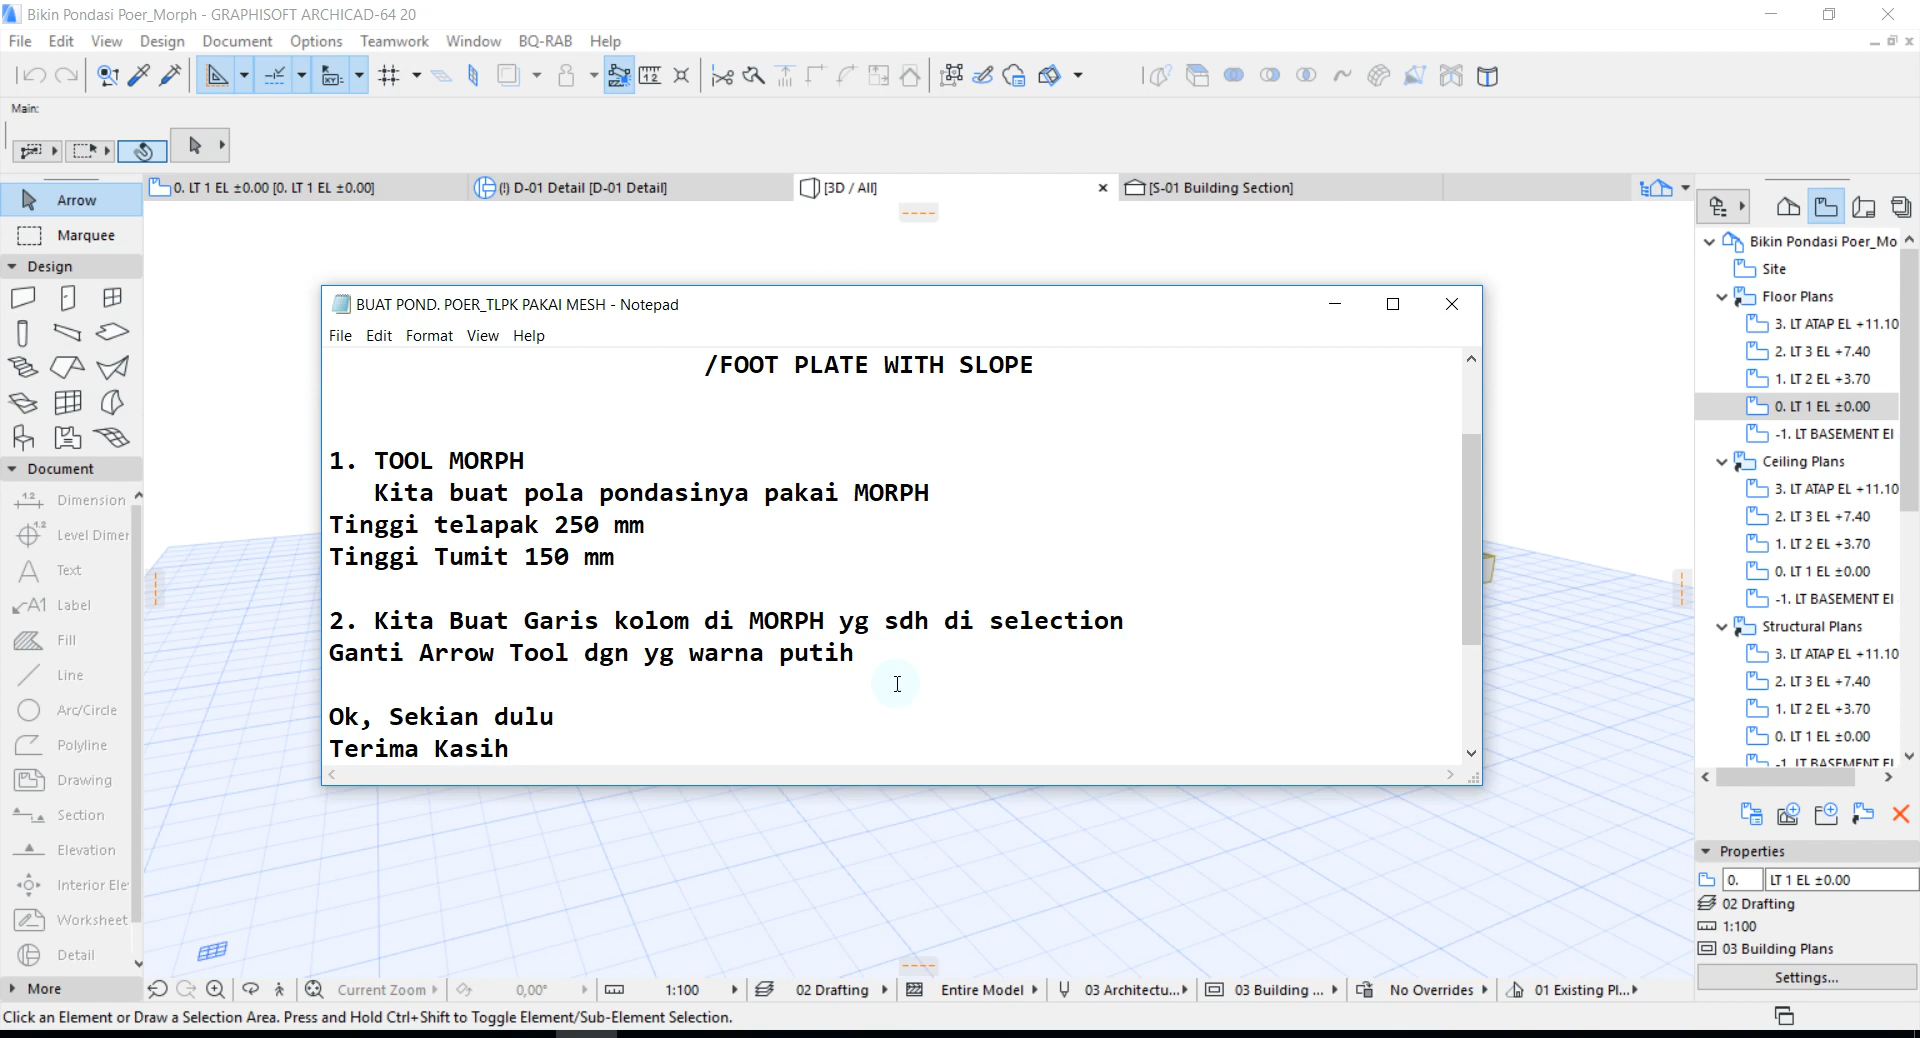 Bikin Pondasi Poer_Morph - GRAPHISOFT ARCHICAD-64 20
File Edit View Design Document Options Teamwork Window BQ-RAB Help
Main:
0. LT 1 EL ±0.00 [0. LT 1 EL ±0.00]
(!) D-01 Detail [D-01 Detail]
[3D / All]
[S-01 Building Section]
Arrow
Marquee
Design
Document
Dimension
Level Dimer
Text
Label
Fill
Line
Arc/Circle
Polyline
Drawing
Section
Elevation
Interior Ele
Worksheet
Detail
More
BUAT POND. POER_TLPK PAKAI MESH - Notepad
File Edit Format View Help
/FOOT PLATE WITH SLOPE
1. TOOL MORPH
Kita buat pola pondasinya pakai MORPH
Tinggi telapak 250 mm
Tinggi Tumit 150 mm
2. Kita Buat Garis kolom di MORPH yg sdh di selection
Ganti Arrow Tool dgn yg warna putih
Ok, Sekian dulu
Terima Kasih
Bikin Pondasi Poer_Mo
Site
Floor Plans
3. LT ATAP EL +11.10
2. LT 3 EL +7.40
1. LT 2 EL +3.70
0. LT 1 EL ±0.00
-1. LT BASEMENT El
Ceiling Plans
3. LT ATAP EL +11.10
2. LT 3 EL +7.40
1. LT 2 EL +3.70
0. LT 1 EL ±0.00
-1. LT BASEMENT El
Structural Plans
3. LT ATAP EL +11.10
2. LT 3 EL +7.40
1. LT 2 EL +3.70
0. LT 1 EL ±0.00
-1. LT BASEMENT El
Properties
0. LT 1 EL ±0.00
02 Drafting
1:100
03 Building Plans
Settings...
Current Zoom 0,00° 1:100 02 Drafting Entire Model 03 Architectu... 03 Building ... No Overrides 01 Existing Pl...
Click an Element or Draw a Selection Area. Press and Hold Ctrl+Shift to Toggle Element/Sub-Element Selection.